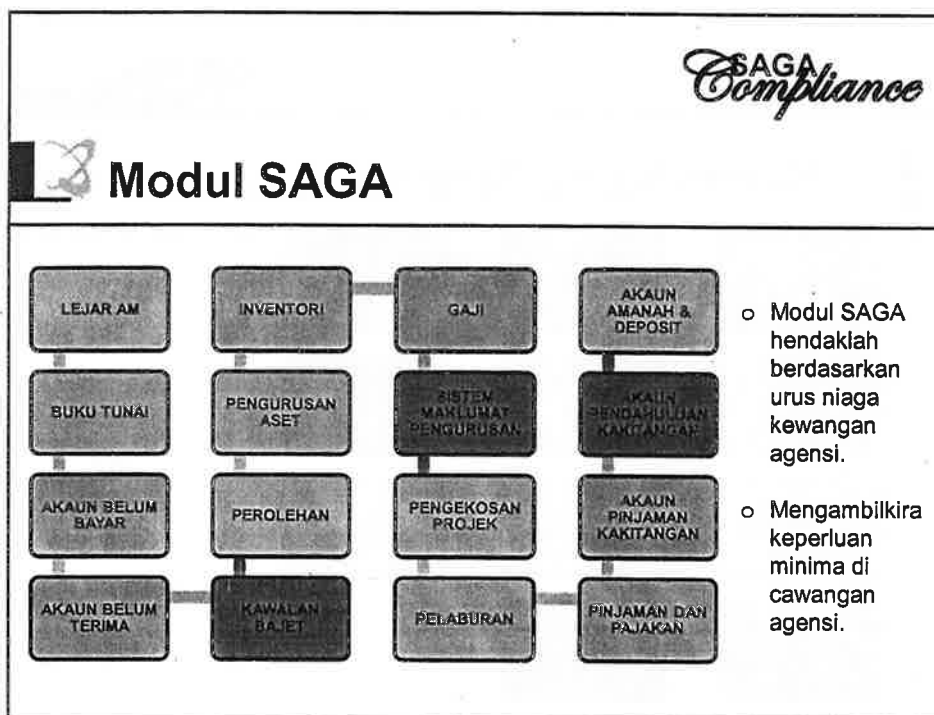 SAGA
Compliance
Modul SAGA
LEJAR AM
BUKU TUNAI
AKAUN BELUM
BAYAR
AKAUN BELUM
TERIMA
KAWALAN
BAJET
PEROLEHAN
PENGURUSAN
ASET
INVENTORI
GAJI
SISTEM
MAKLUMAT
PENGURUSAN
PENGEKOSAN
PROJEK
PELABURAN
PINJAMAN DAN
PAJAKAN
AKAUN
PINJAMAN
KAKITANGAN
AKAUN
PENDAHULUAN
KAKITANGAN
AKAUN
AMANAH &
DEPOSIT
o Modul SAGA
hendaklah
berdasarkan
urus niaga
kewangan
agensi.
o Mengambilkira
keperluan
minima di
cawangan
agensi.